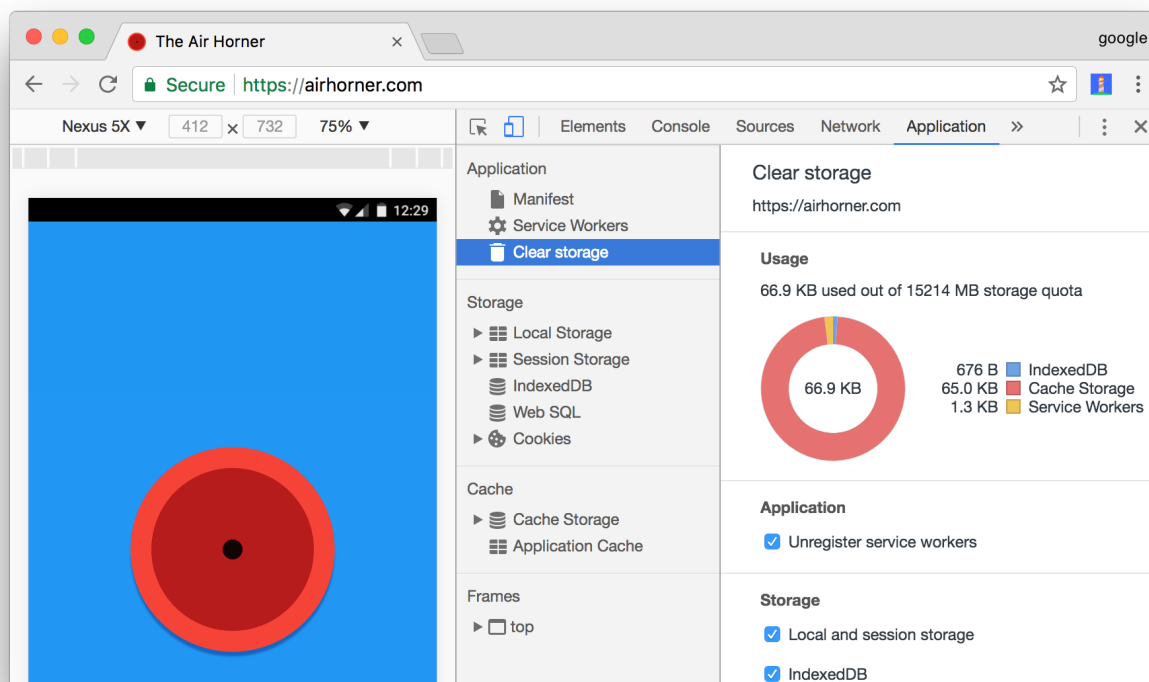 The Air Horner
google
Secure https://airhorner.com
Nexus 5X ▼ 412 × 732 75% ▼
Elements Console Sources Network Application »
12:29
Application
Manifest
Service Workers
Clear storage
Storage
Local Storage
Session Storage
IndexedDB
Web SQL
Cookies
Cache
Cache Storage
Application Cache
Frames
top
Clear storage
https://airhorner.com
Usage
66.9 KB used out of 15214 MB storage quota
66.9 KB
676 B IndexedDB
65.0 KB Cache Storage
1.3 KB Service Workers
Application
Unregister service workers
Storage
Local and session storage
IndexedDB